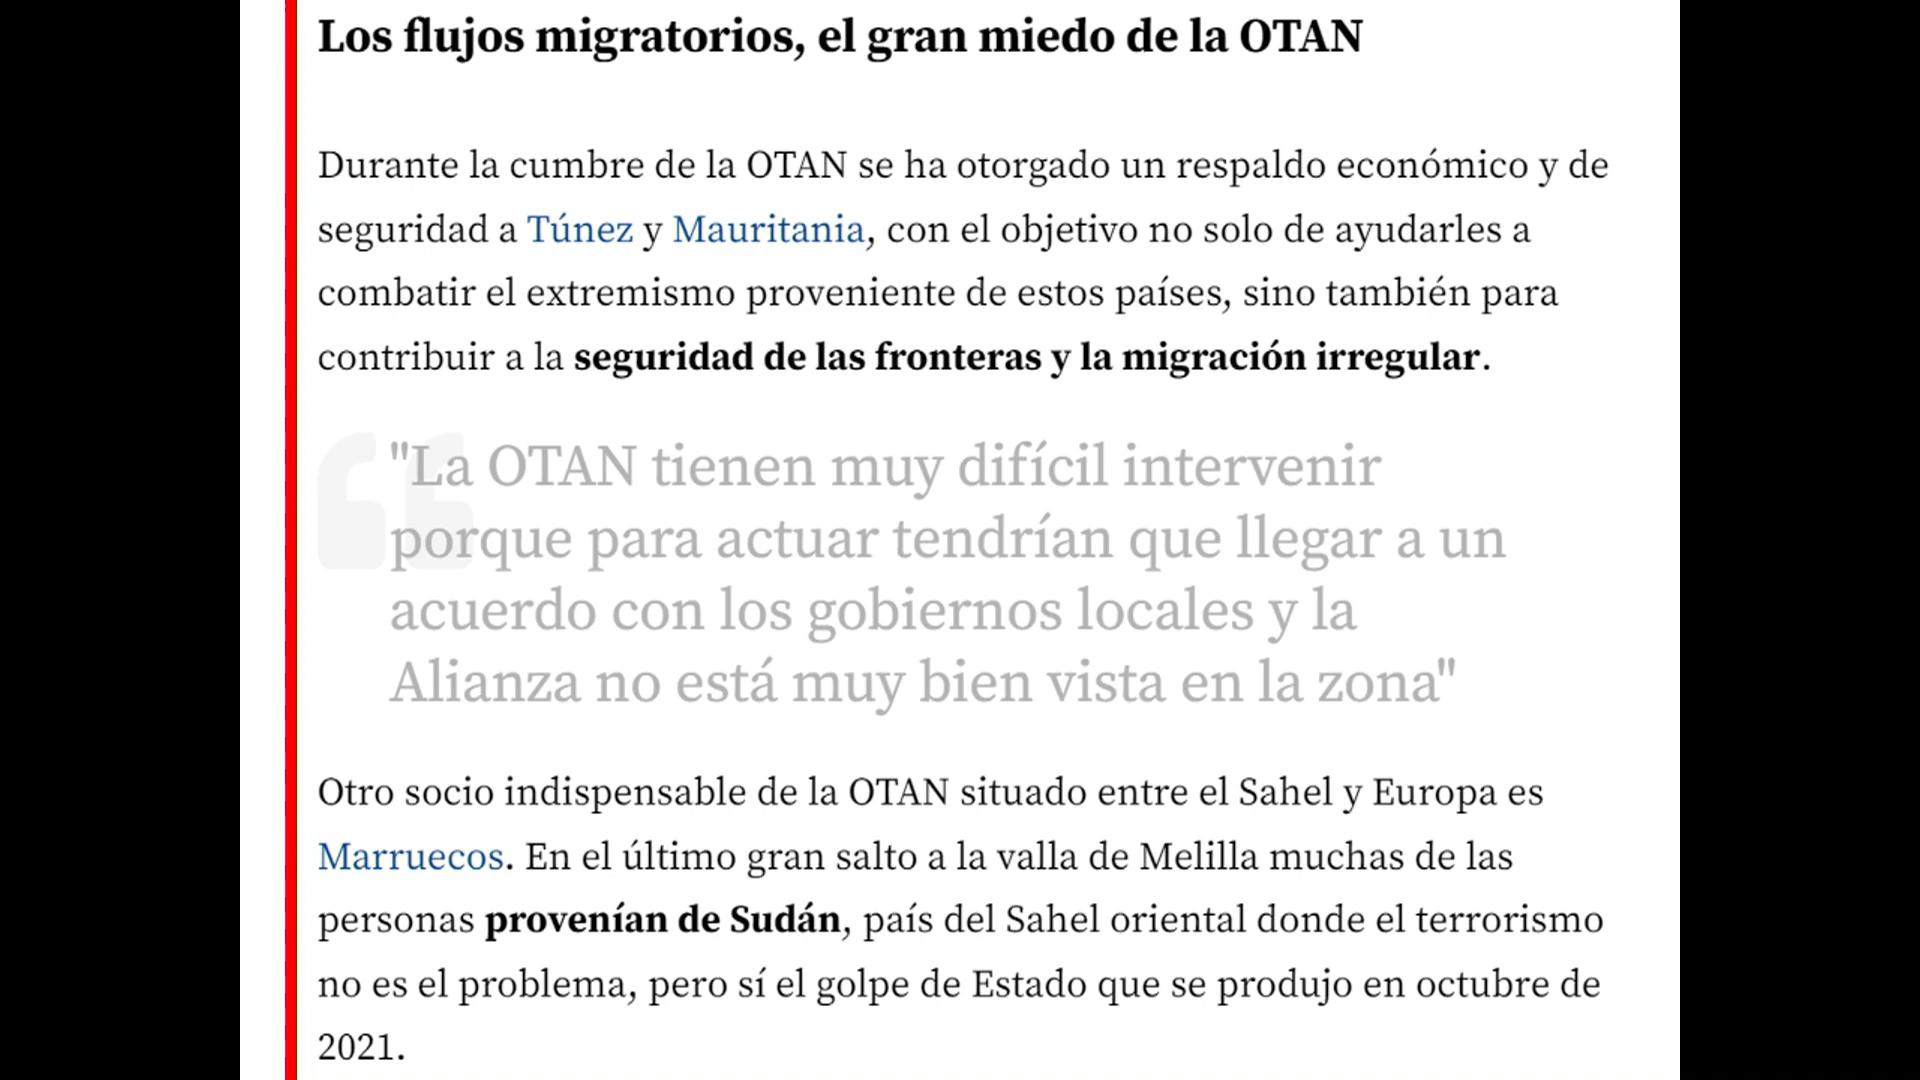 Los flujos migratorios, el gran miedo de la OTAN
Durante la cumbre de la OTAN se ha otorgado un respaldo económico y de
seguridad a Túnez y Mauritania, con el objetivo no solo de ayudarles a
combatir el extremismo proveniente de estos países, sino también para
contribuir a la seguridad de las fronteras y la migración irregular.
"La OTAN tienen muy difícil intervenir
porque para actuar tendrían que llegar a un
acuerdo con los gobiernos locales y la
Alianza no está muy bien vista en la zona"
Otro socio indispensable de la OTAN situado entre el Sahel y Europa es
Marruecos. En el último gran salto a la valla de Melilla muchas de las
personas provenían de Sudán, país del Sahel oriental donde el terrorismo
no es el problema, pero sí el golpe de Estado que se produjo en octubre de
2021.